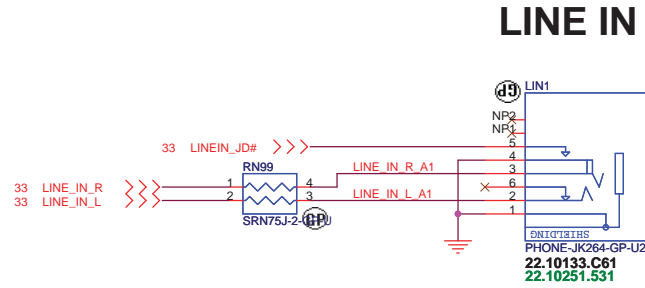 LINE IN
GP
LIN1
NP2
NP1
33 LINEIN_JD#
5
4
RN99
LINE_IN_R_A1
3
33 LINE_IN_R
1
4
6
33 LINE_IN_L
2
3
LINE_IN_L_A1
2
1
SRN75J-2-GP-U
GP
SHIELDING
PHONE-JK264-GP-U2
22.10133.C61
22.10251.531